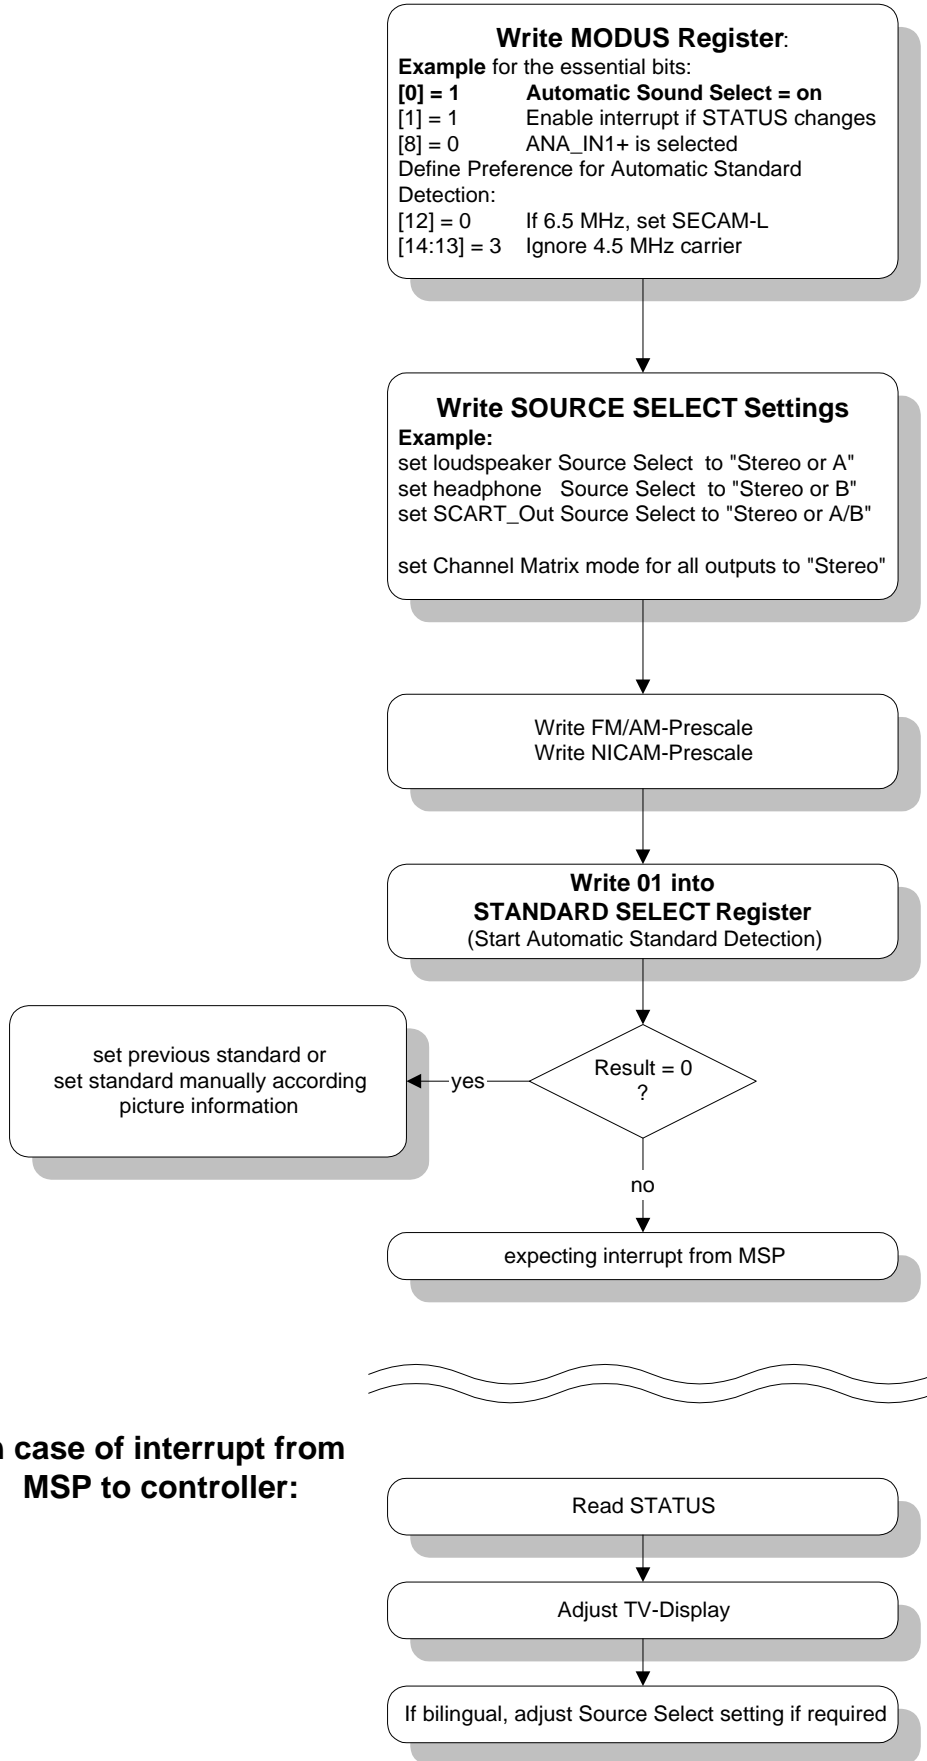 Write MODUS Register:
Example for the essential bits:
[0] = 1 Automatic Sound Select = on
[1] = 1 Enable interrupt if STATUS changes
[8] = 0 ANA_IN1+ is selected
Define Preference for Automatic Standard
Detection:
[12] = 0 If 6.5 MHz, set SECAM-L
[14:13] = 3 Ignore 4.5 MHz carrier
Write SOURCE SELECT Settings
Example:
set loudspeaker Source Select to "Stereo or A"
set headphone Source Select to "Stereo or B"
set SCART_Out Source Select to "Stereo or A/B"
set Channel Matrix mode for all outputs to "Stereo"
Write FM/AM-Prescale
Write NICAM-Prescale
Write 01 into
STANDARD SELECT Register
(Start Automatic Standard Detection)
Result = 0
?
yes
set previous standard or
set standard manually according
picture information
no
expecting interrupt from MSP
case of interrupt from
MSP to controller:
Read STATUS
Adjust TV-Display
If bilingual, adjust Source Select setting if required